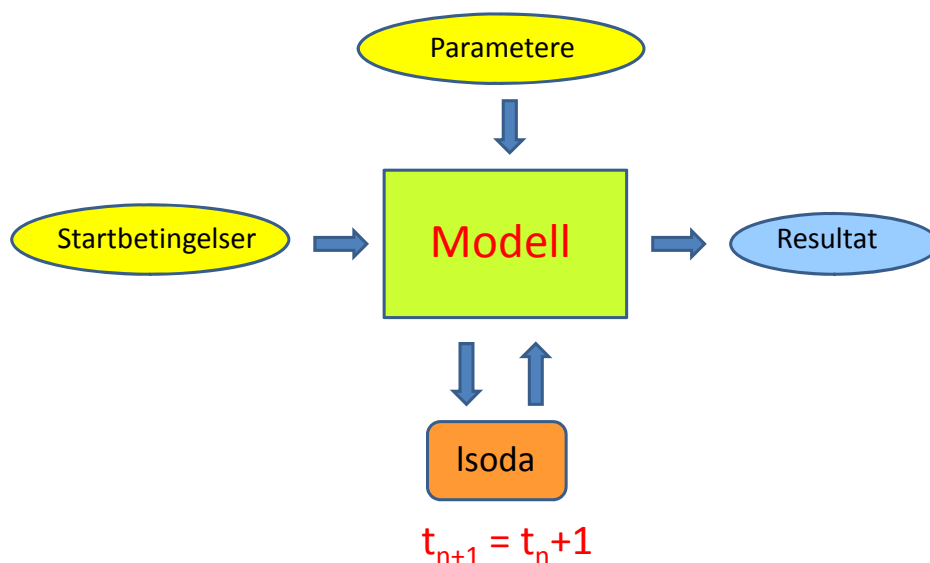 Parametere
Startbetingelser
Modell
Resultat
lsoda
tₙ₊₁ = tₙ+1